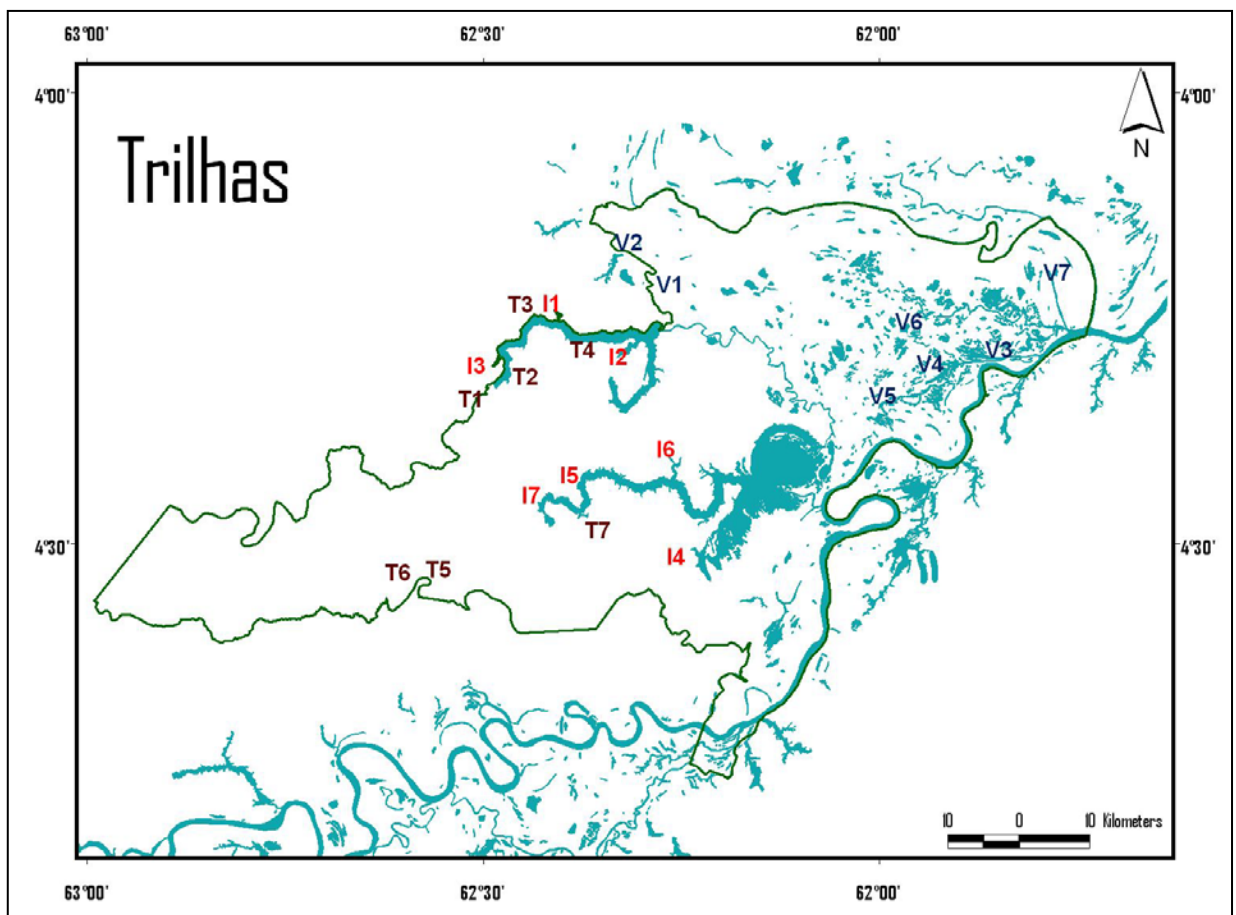 63°00' 62°30' 62°00'
4°00' 4°00'
Trilhas
N
V2
V1
V7
T3 I1
V6
T4 I2
V3
I3 T2
V4
T1
V5
I6
I5
I7
T7
4°30' 4°30'
I4
T6 T5
10 0 10 Kilometers
63°00' 62°30' 62°00'